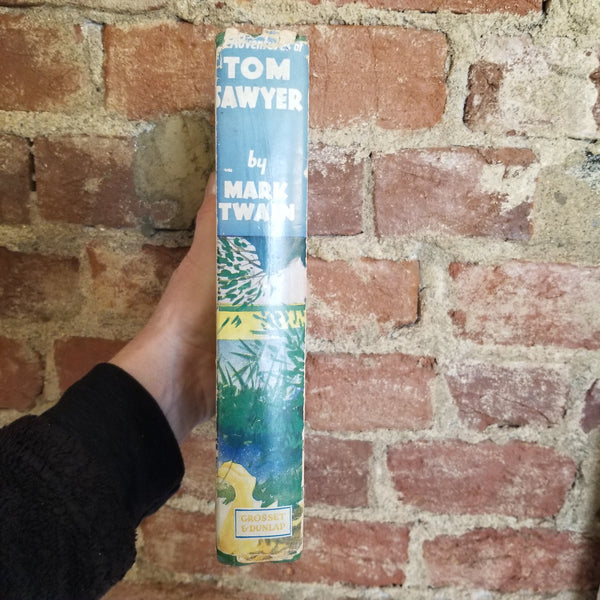 Adventures of
TOM
SAWYER
by
MARK
TWAIN
GROSSET
& DUNLAP